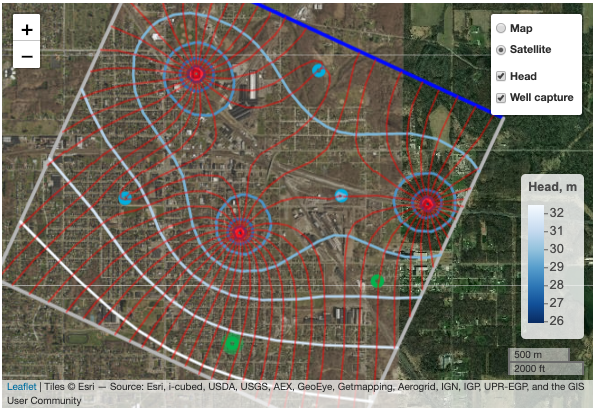 +
−
Map
Satellite
Head
Well capture
Head, m
32
31
30
29
28
27
26
500 m
2000 ft
Leaflet | Tiles © Esri — Source: Esri, i-cubed, USDA, USGS, AEX, GeoEye, Getmapping, Aerogrid, IGN, IGP, UPR-EGP, and the GIS
User Community